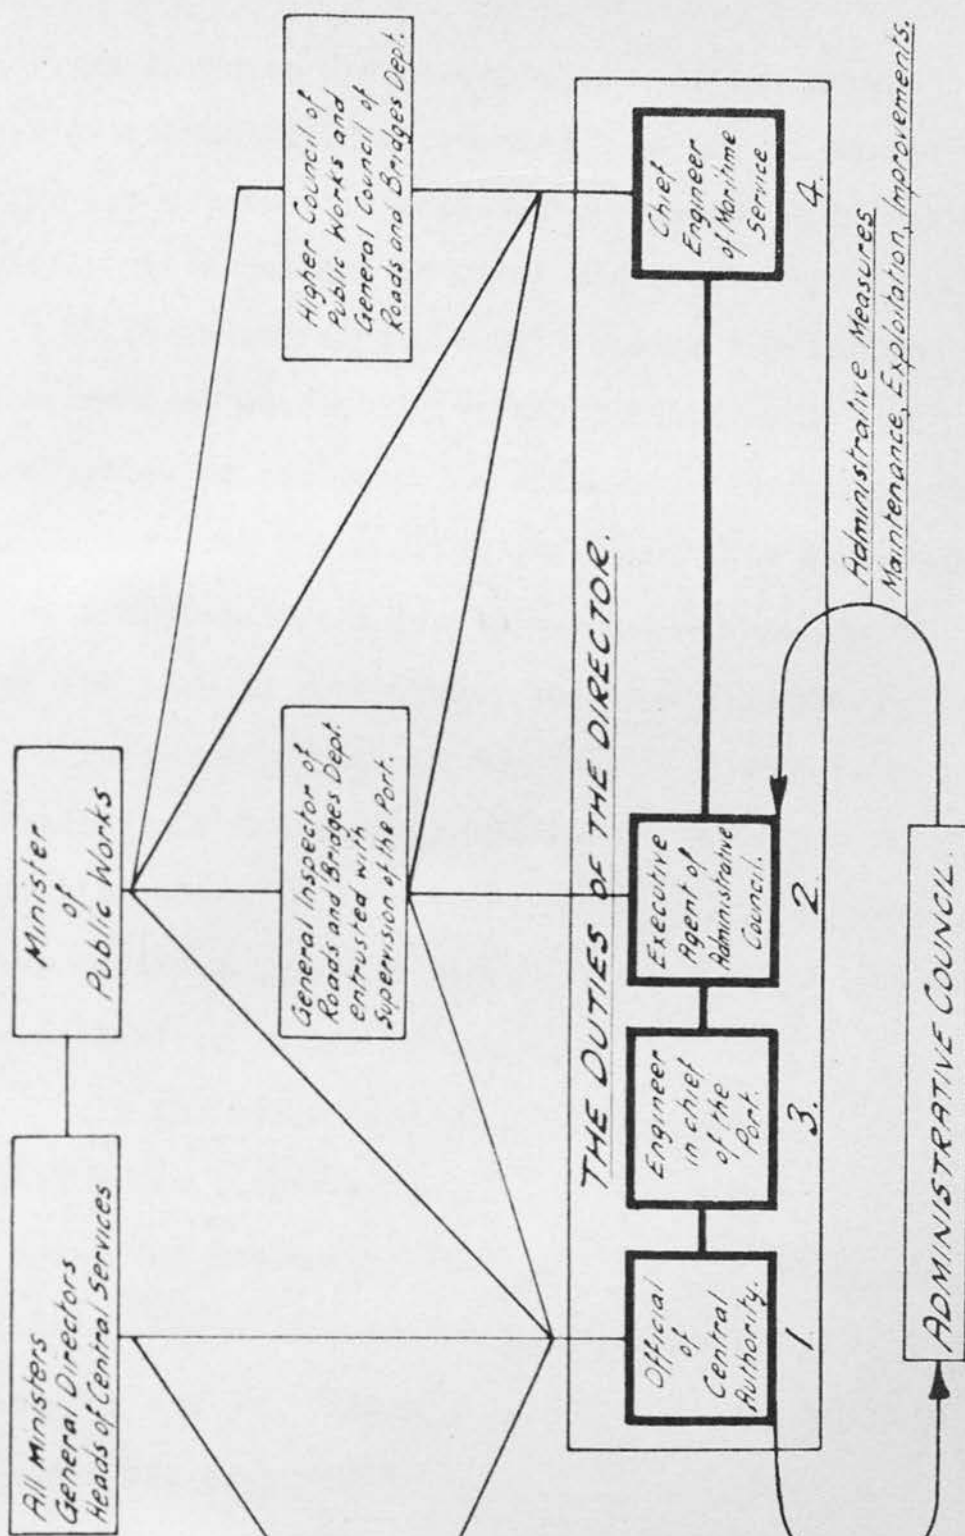 All Ministers
General Directors
Heads of Central Services
Minister
of
Public Works
General Inspector of
Roads and Bridges Dept.
entrusted with
Supervision of the Port.
Higher Council of
Public Works and
General Council of
Roads and Bridges Dept.
THE DUTIES OF THE DIRECTOR.
Official
of
Central
Authority.
1.
Engineer
in chief
of the
Port.
3.
Executive
Agent of
Administrative
Council.
2.
Chief
Engineer
of Maritime
Service.
4.
Administrative Measures
Maintenance, Exploitation, Improvements.
ADMINISTRATIVE COUNCIL.